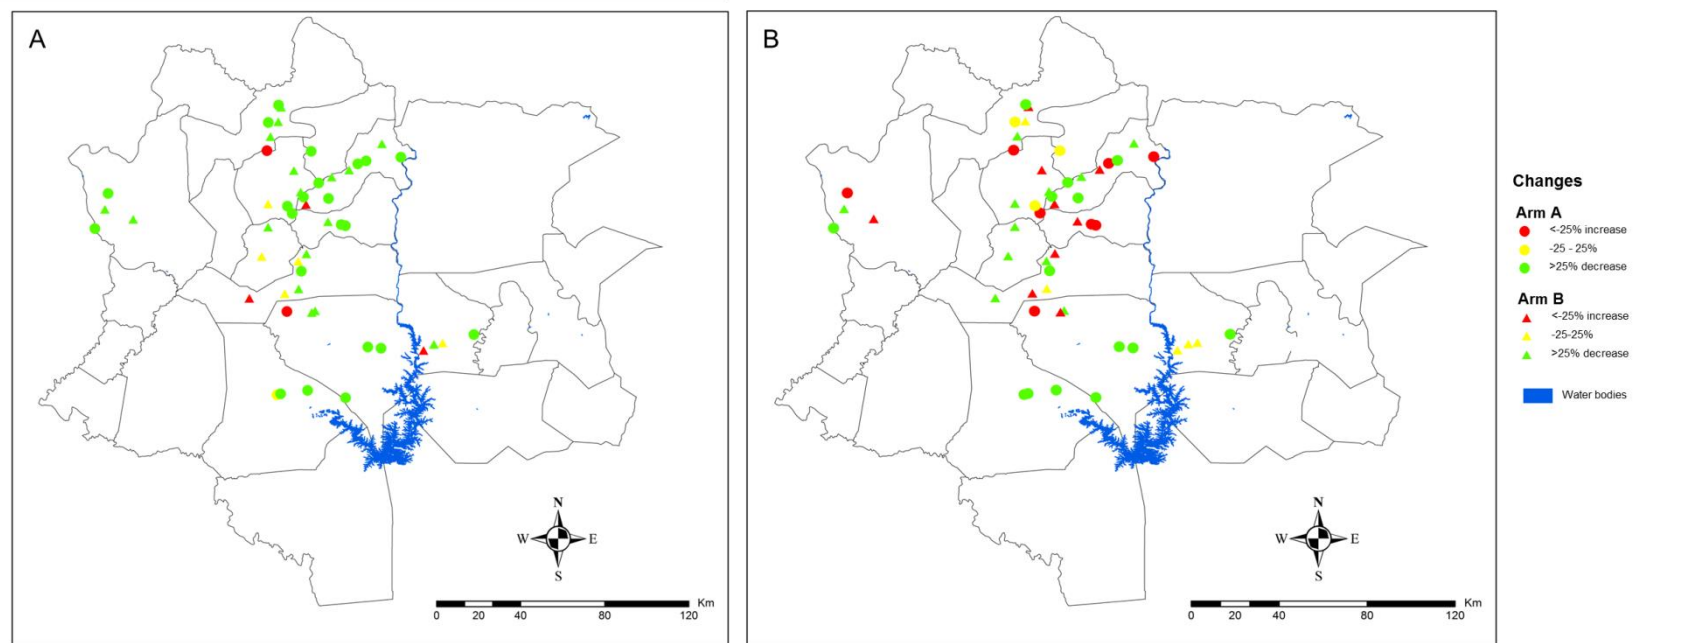 A
N
W E
S
Km
0 20 40 80 120
B
N
W E
S
Km
0 20 40 80 120
Changes
Arm A
<-25% increase
-25 - 25%
>25% decrease
Arm B
<-25% increase
-25-25%
>25% decrease
Water bodies